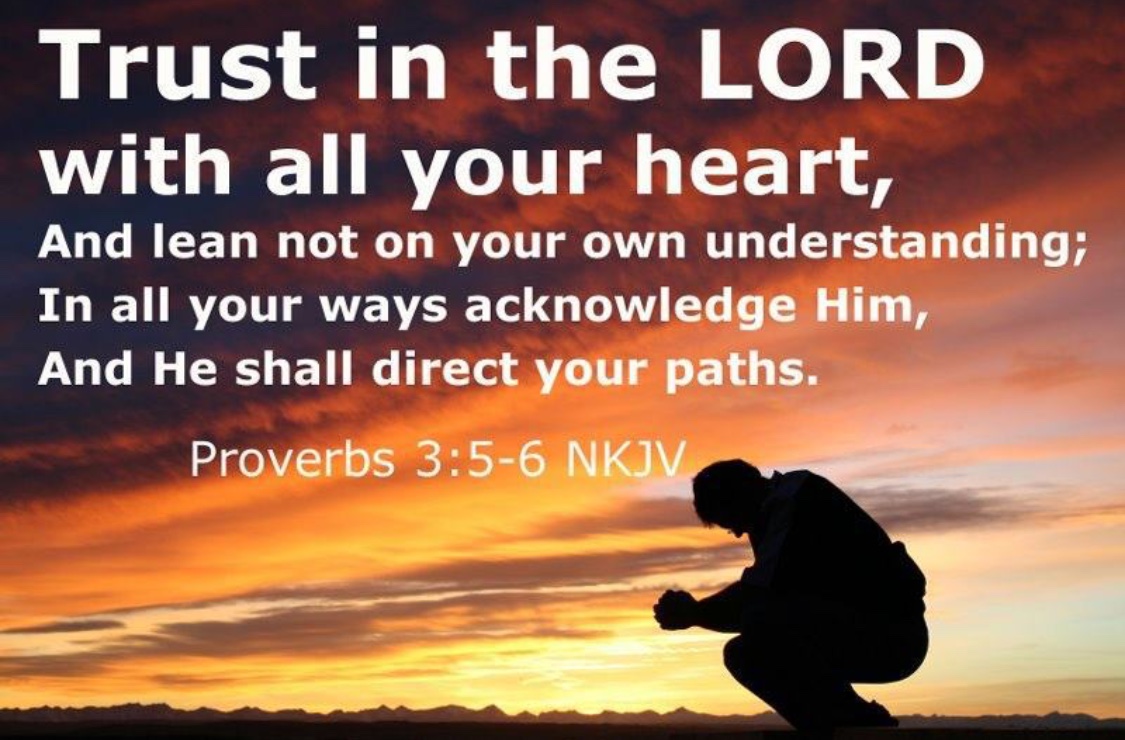 Trust in the LORD
with all your heart,
And lean not on your own understanding;
In all your ways acknowledge Him,
And He shall direct your paths.
Proverbs 3:5-6 NKJV